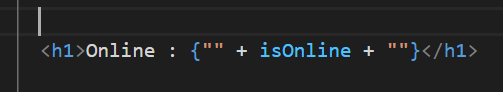 <h1>Online : {"" + isOnline + ""}</h1>